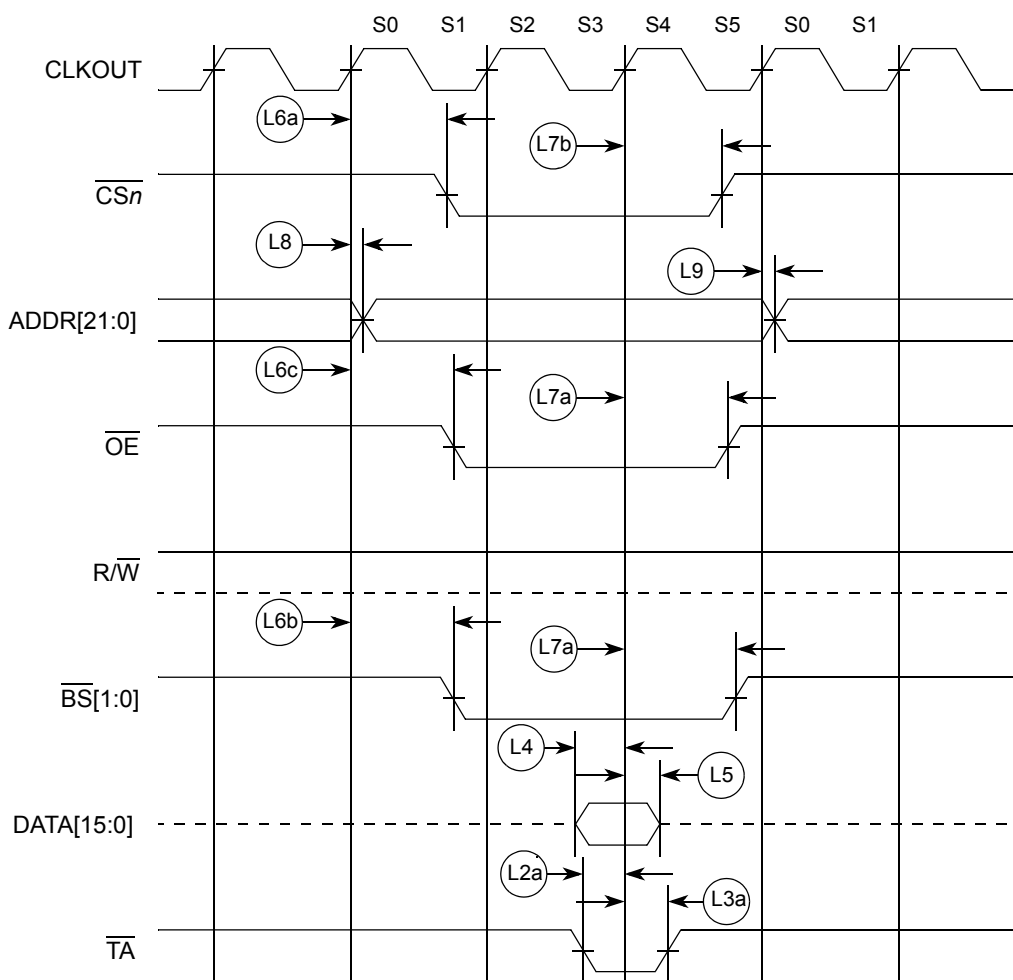 S0 S1 S2 S3 S4 S5 S0 S1
CLKOUT
L6a
L7b
CSn
L8
L9
ADDR[21:0]
L6c
L7a
OE
R/W
L6b
L7a
BS[1:0]
L4
L5
DATA[15:0]
L2a
L3a
TA